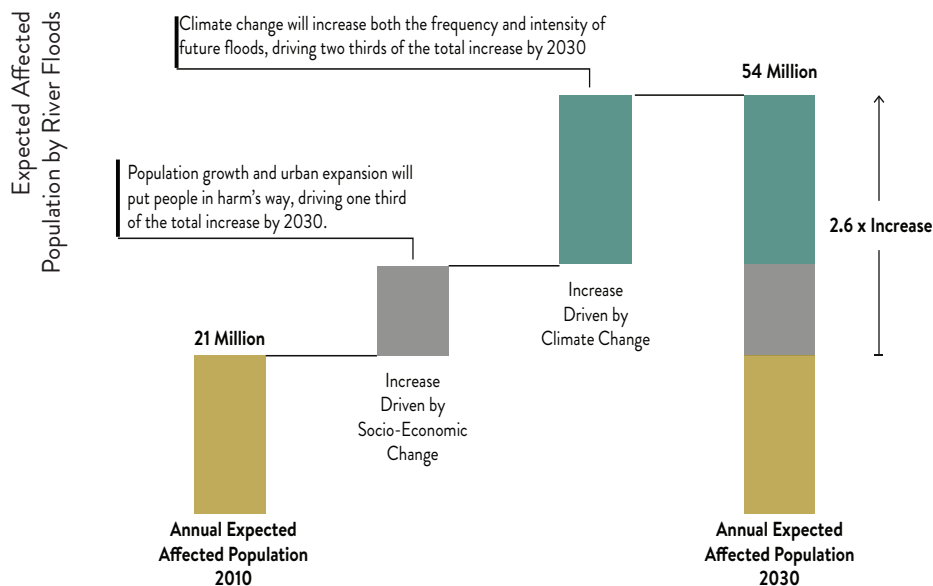 Expected Affected
Population by River Floods
Climate change will increase both the frequency and intensity of
future floods, driving two thirds of the total increase by 2030
54 Million
Population growth and urban expansion will
put people in harm's way, driving one third
of the total increase by 2030.
2.6 x Increase
Increase
Driven by
Climate Change
21 Million
Increase
Driven by
Socio-Economic
Change
Annual Expected
Affected Population
2010
Annual Expected
Affected Population
2030